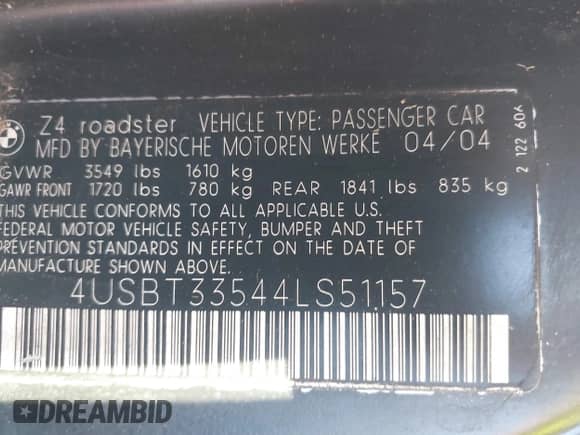 Z4 roadster VEHICLE TYPE: PASSENGER CAR
MFD BY BAYERISCHE MOTOREN WERKE 04/04
GVWR 3549 lbs 1610 kg
GAWR FRONT 1720 lbs 780 kg REAR 1841 lbs 835 kg
THIS VEHICLE CONFORMS TO ALL APPLICABLE U.S.
FEDERAL MOTOR VEHICLE SAFETY, BUMPER AND THEFT
PREVENTION STANDARDS IN EFFECT ON THE DATE OF
MANUFACTURE SHOWN ABOVE.
4USBT33544LS51157
2 122 606
DREAMBID